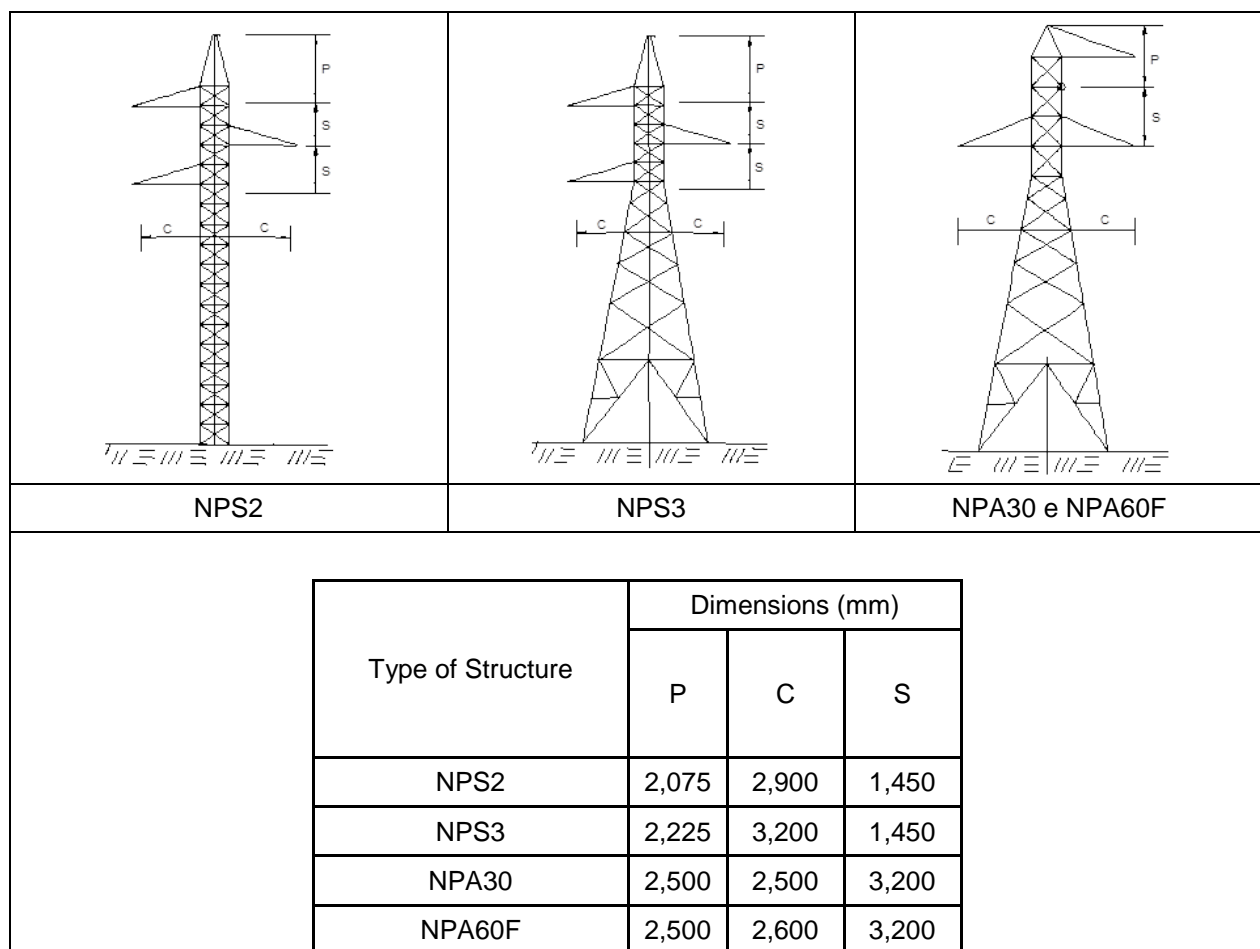 P
S
S
C C
P
S
S
C C
P
S
C C
NPS2
NPS3
NPA30 e NPA60F
Type of Structure
Dimensions (mm)
P C S
NPS2 2,075 2,900 1,450
NPS3 2,225 3,200 1,450
NPA30 2,500 2,500 3,200
NPA60F 2,500 2,600 3,200